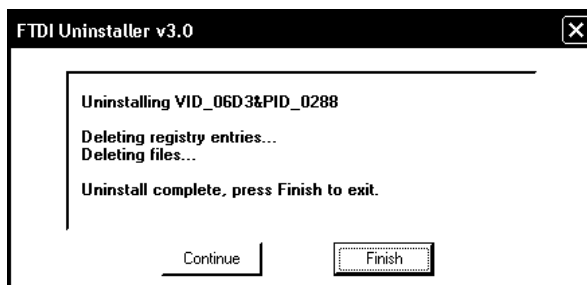 FTDI Uninstaller v3.0
Uninstalling VID_06D3&PID_0288
Deleting registry entries...
Deleting files...
Uninstall complete, press Finish to exit.
Continue
Finish